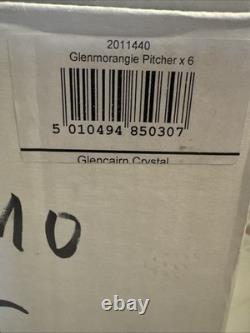 2011440
Glenmorangie Pitcher x 6
5 010494 850307
Glencairn Crystal
10